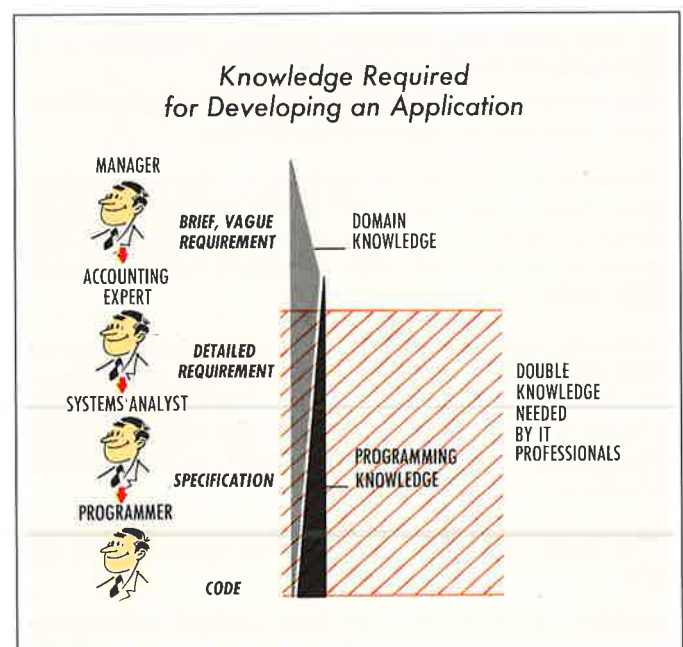 Knowledge Required
for Developing an Application
MANAGER
BRIEF, VAGUE
REQUIREMENT
DOMAIN
KNOWLEDGE
ACCOUNTING
EXPERT
DETAILED
REQUIREMENT
DOUBLE
KNOWLEDGE
NEEDED
BY IT
PROFESSIONALS
SYSTEMS ANALYST
SPECIFICATION
PROGRAMMING
KNOWLEDGE
PROGRAMMER
CODE